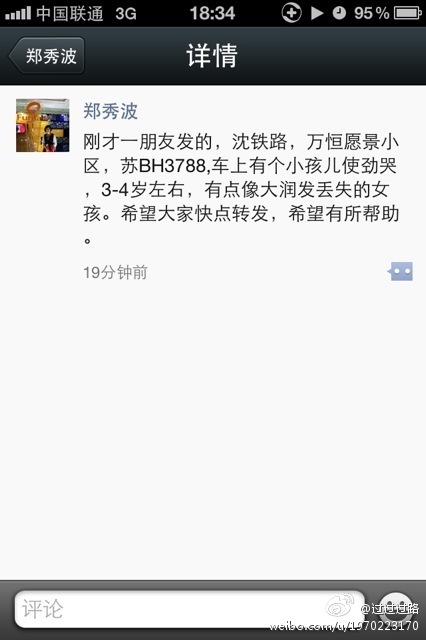 中国联通 3G 18:34 95%
郑秀波 详情
郑秀波
刚才一朋友发的，沈铁路，万恒愿景小
区，苏BH3788,车上有个小孩儿使劲哭
，3-4岁左右，有点像大润发丢失的女
孩。希望大家快点转发，希望有所帮助
。
19分钟前
评论
@过过过路
weibo.com/u/1970223170